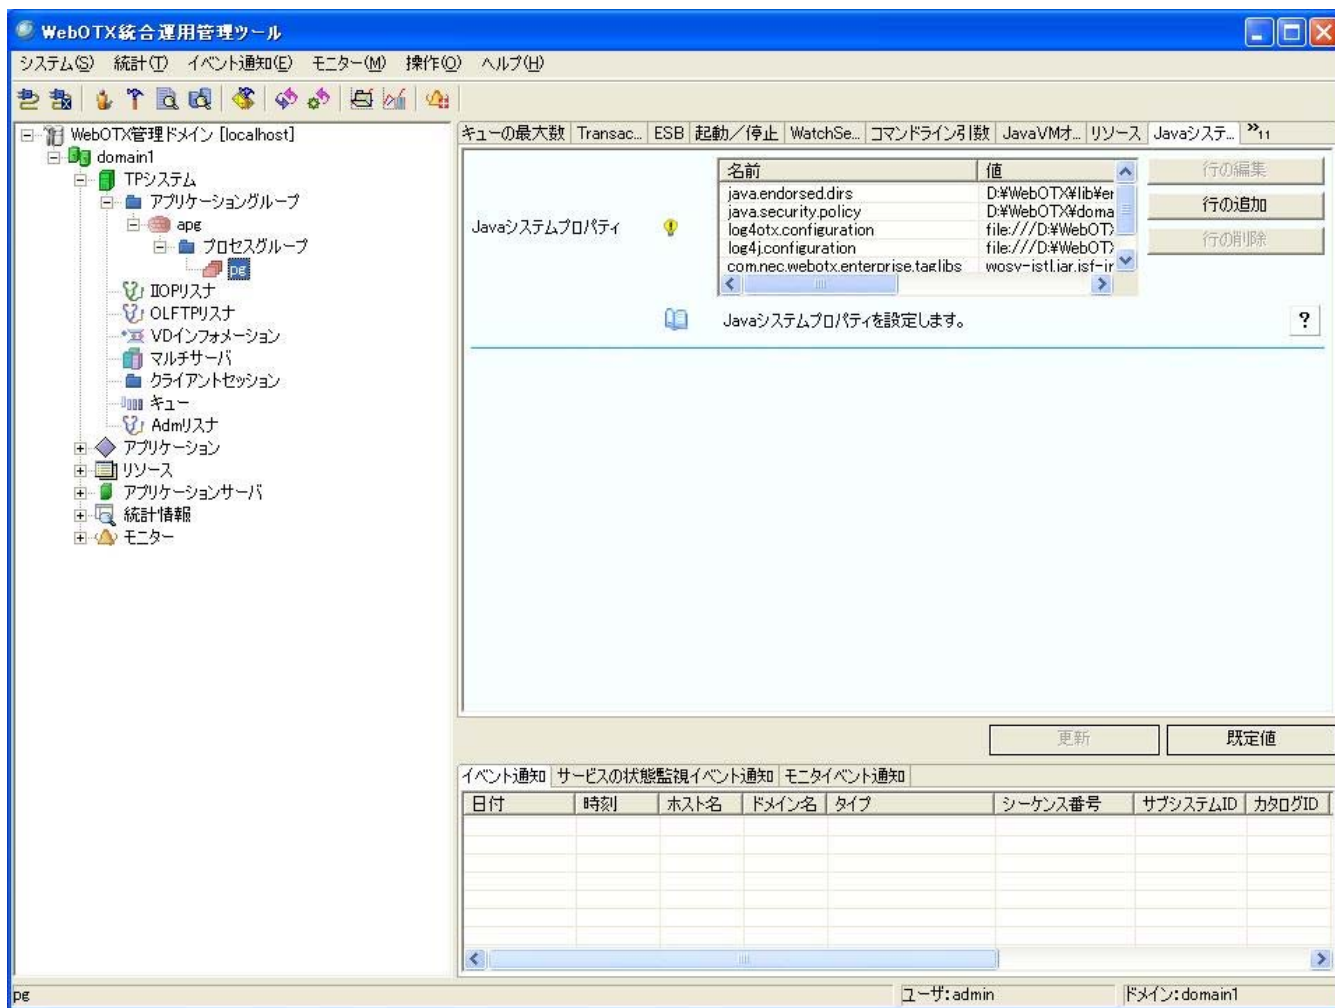 WebOTX統合運用管理ツール
システム(S) 統計(T) イベント通知(E) モニター(M) 操作(O) ヘルプ(H)
WebOTX管理ドメイン [localhost]
domain1
TPシステム
アプリケーショングループ
apg
プロセスグループ
pg
IIOPリスナ
OLFTPリスナ
VDインフォメーション
マルチサーバ
クライアントセッション
キュー
Admリスナ
アプリケーション
リソース
アプリケーションサーバ
統計情報
モニター
キューの最大数 Transac... ESB 起動／停止 WatchSe... コマンドライン引数 JavaVMオ... リソース Javaシステ... »11
Javaシステムプロパティ
名前 値
java.endorsed.dirs D:¥WebOTX¥lib¥er
java.security.policy D:¥WebOTX¥doma
log4otx.configuration file:///D:¥WebOT
log4j.configuration file:///D:¥WebOT
com.nec.webotx.enterprise.taglibs wosv-jstl.jar,jsf-ir
行の編集
行の追加
行の削除
Javaシステムプロパティを設定します。 ?
更新 既定値
イベント通知 サービスの状態監視イベント通知 モニタイベント通知
日付 時刻 ホスト名 ドメイン名 タイプ シーケンス番号 サブシステムID カタログID
pg ユーザ:admin ドメイン:domain1